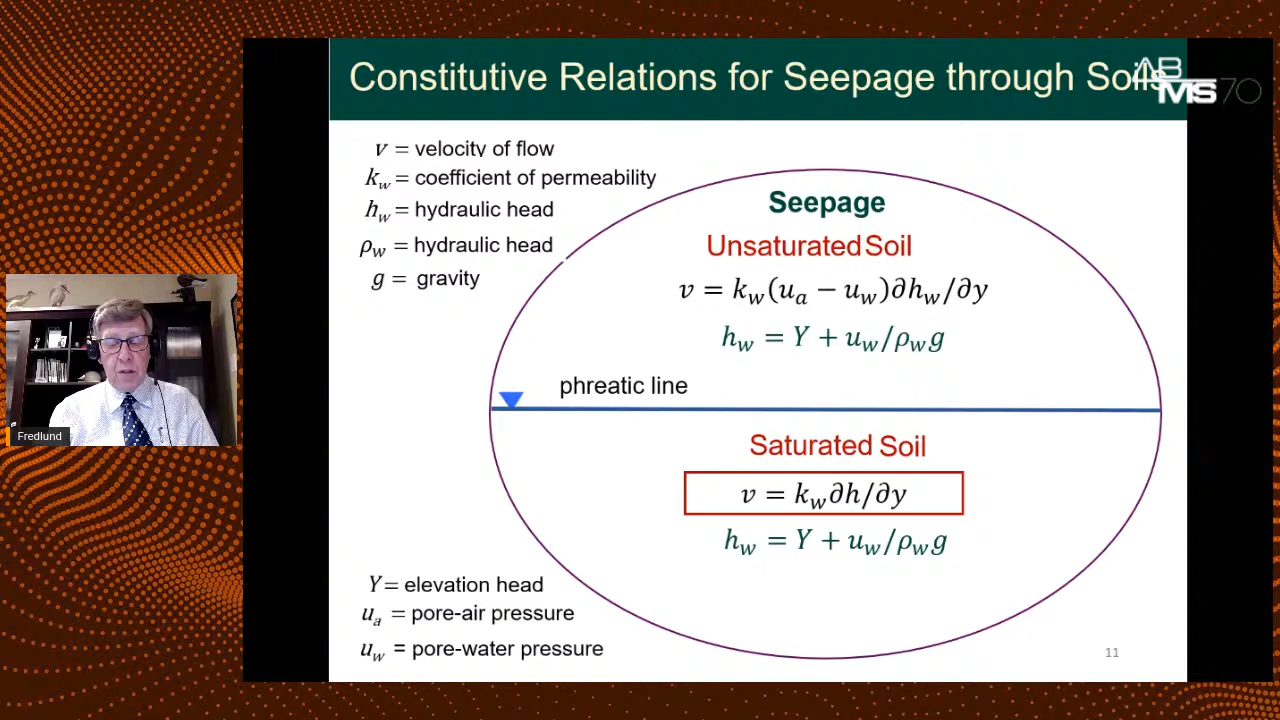 Constitutive Relations for Seepage through Soils
ABMS70
v = velocity of flow
k_w = coefficient of permeability
h_w = hydraulic head
ρ_w = hydraulic head
g = gravity
Seepage
Unsaturated Soil
v = k_w(u_a − u_w)∂h_w/∂y
h_w = Y + u_w/ρ_w g
phreatic line
Saturated Soil
v = k_w∂h/∂y
h_w = Y + u_w/ρ_w g
Y = elevation head
u_a = pore-air pressure
u_w = pore-water pressure
11
Fredlund